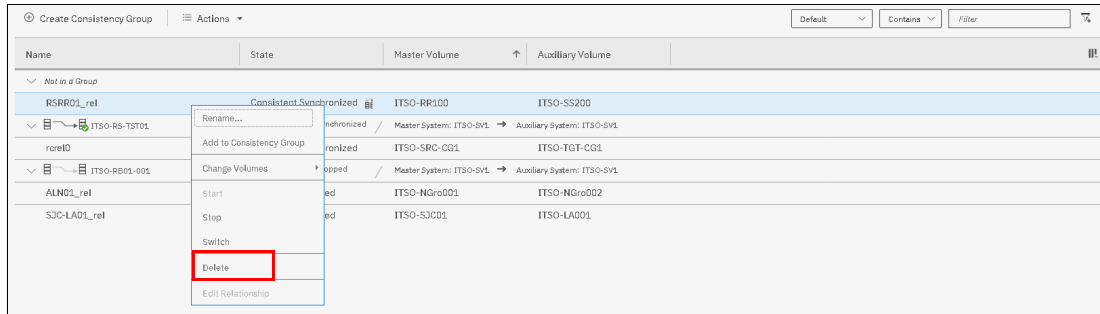 Create Consistency Group Actions Default Contains Filter
Name State Master Volume Auxiliary Volume
Not in a Group
RSRR01_rel Consistent Synchronized ITSO-RR100 ITSO-SS200
Rename...
ITSO-RS-TST01 nchronized Master System: ITSO-SV1 → Auxiliary System: ITSO-SV1
Add to Consistency Group
rcrel0 ronized ITSO-SRC-CG1 ITSO-TGT-CG1
Change Volumes
ITSO-RB01-001 opped Master System: ITSO-SV1 → Auxiliary System: ITSO-SV1
Start
ALN01_rel ed ITSO-NGro001 ITSO-NGro002
Stop
SJC-LA01_rel ed ITSO-SJC01 ITSO-LA001
Switch
Delete
Edit Relationship